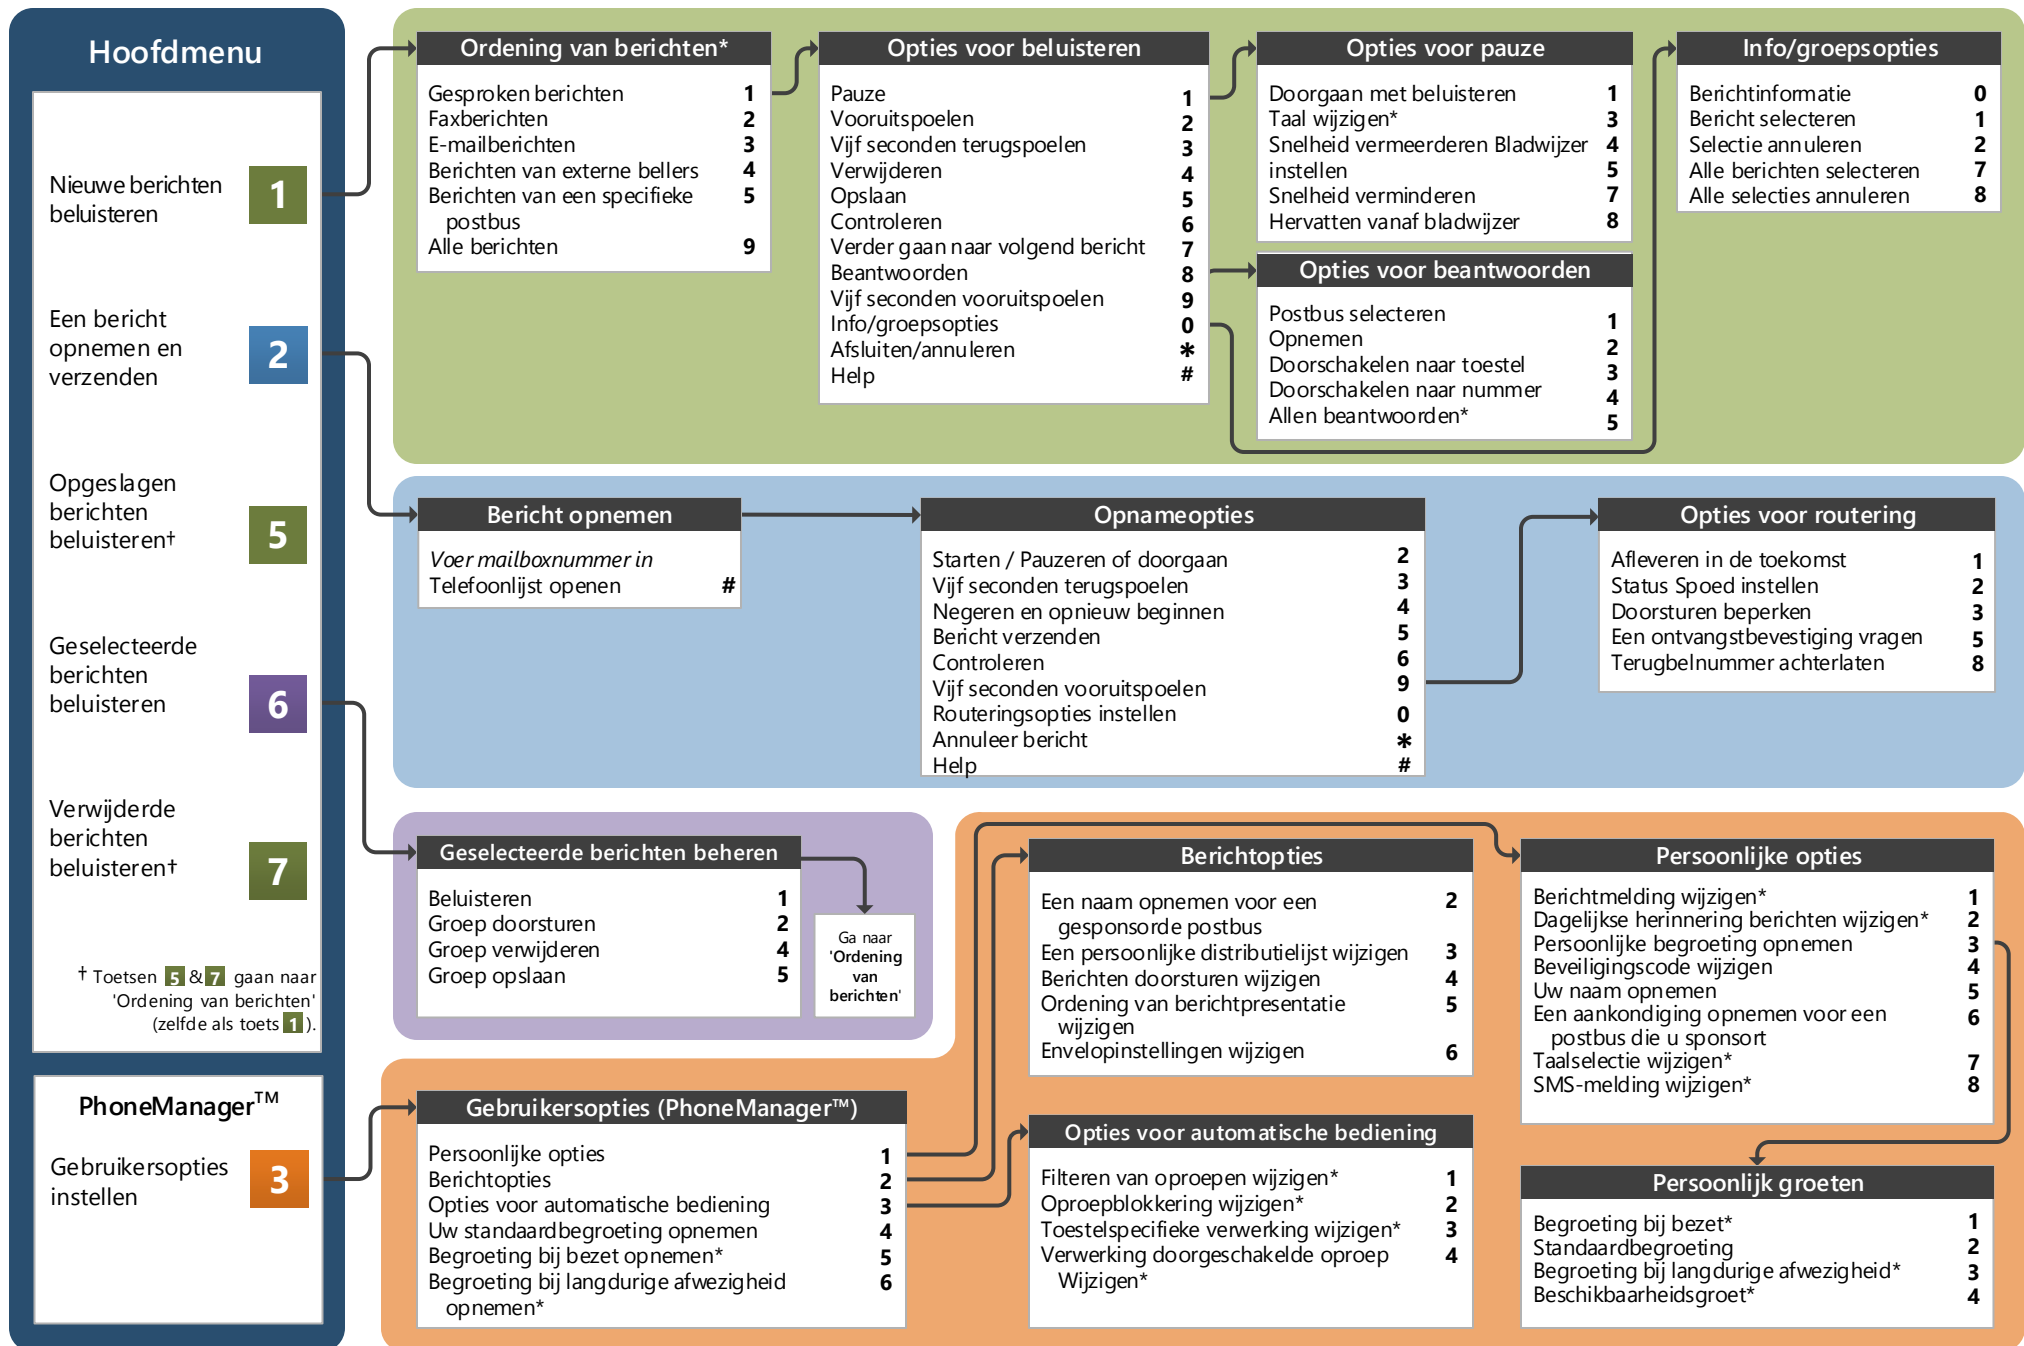 Hoofdmenu
Nieuwe berichten
beluisteren
1
Een bericht
opnemen en
verzenden
2
Opgeslagen
berichten
beluisteren†
5
Geselecteerde
berichten
beluisteren
6
Verwijderde
berichten
beluisteren†
7
† Toetsen 5 & 7 gaan naar
'Ordening van berichten'
(zelfde als toets 1 ).
PhoneManager™
Gebruikersopties
instellen
3
Ordening van berichten*
Gesproken berichten 1
Faxberichten 2
E-mailberichten 3
Berichten van externe bellers 4
Berichten van een specifieke 5
postbus
Alle berichten 9
Opties voor beluisteren
Pauze 1
Vooruitspoelen 2
Vijf seconden terugspoelen 3
Verwijderen 4
Opslaan 5
Controleren 6
Verder gaan naar volgend bericht 7
Beantwoorden 8
Vijf seconden vooruitspoelen 9
Info/groepsopties 0
Afsluiten/annuleren *
Help #
Opties voor pauze
Doorgaan met beluisteren 1
Taal wijzigen* 3
Snelheid vermeerderen Bladwijzer 4
instellen 5
Snelheid verminderen 7
Hervatten vanaf bladwijzer 8
Opties voor beantwoorden
Postbus selecteren 1
Opnemen 2
Doorschakelen naar toestel 3
Doorschakelen naar nummer 4
Allen beantwoorden* 5
Info/groepsopties
Berichtinformatie 0
Bericht selecteren 1
Selectie annuleren 2
Alle berichten selecteren 7
Alle selecties annuleren 8
Bericht opnemen
Voer mailboxnummer in
Telefoonlijst openen #
Opnameopties
Starten / Pauzeren of doorgaan 2
Vijf seconden terugspoelen 3
Negeren en opnieuw beginnen 4
Bericht verzenden 5
Controleren 6
Vijf seconden vooruitspoelen 9
Routeringsopties instellen 0
Annuleer bericht *
Help #
Opties voor routering
Afleveren in de toekomst 1
Status Spoed instellen 2
Doorsturen beperken 3
Een ontvangstbevestiging vragen 5
Terugbelnummer achterlaten 8
Geselecteerde berichten beheren
Beluisteren 1
Groep doorsturen 2
Groep verwijderen 4
Groep opslaan 5
Ga naar
'Ordening
van
berichten'
Gebruikersopties (PhoneManager™)
Persoonlijke opties 1
Berichtopties 2
Opties voor automatische bediening 3
Uw standaardbegroeting opnemen 4
Begroeting bij bezet opnemen* 5
Begroeting bij langdurige afwezigheid 6
opnemen*
Berichtopties
Een naam opnemen voor een 2
gesponsorde postbus
Een persoonlijke distributielijst wijzigen 3
Berichten doorsturen wijzigen 4
Ordening van berichtpresentatie 5
wijzigen
Envelopinstellingen wijzigen 6
Opties voor automatische bediening
Filteren van oproepen wijzigen* 1
Oproepblokkering wijzigen* 2
Toestelspecifieke verwerking wijzigen* 3
Verwerking doorgeschakelde oproep 4
Wijzigen*
Persoonlijke opties
Berichtmelding wijzigen* 1
Dagelijkse herinnering berichten wijzigen* 2
Persoonlijke begroeting opnemen 3
Beveiligingscode wijzigen 4
Uw naam opnemen 5
Een aankondiging opnemen voor een 6
postbus die u sponsort
Taalselectie wijzigen* 7
SMS-melding wijzigen* 8
Persoonlijk groeten
Begroeting bij bezet* 1
Standaardbegroeting 2
Begroeting bij langdurige afwezigheid* 3
Beschikbaarheidsgroet* 4